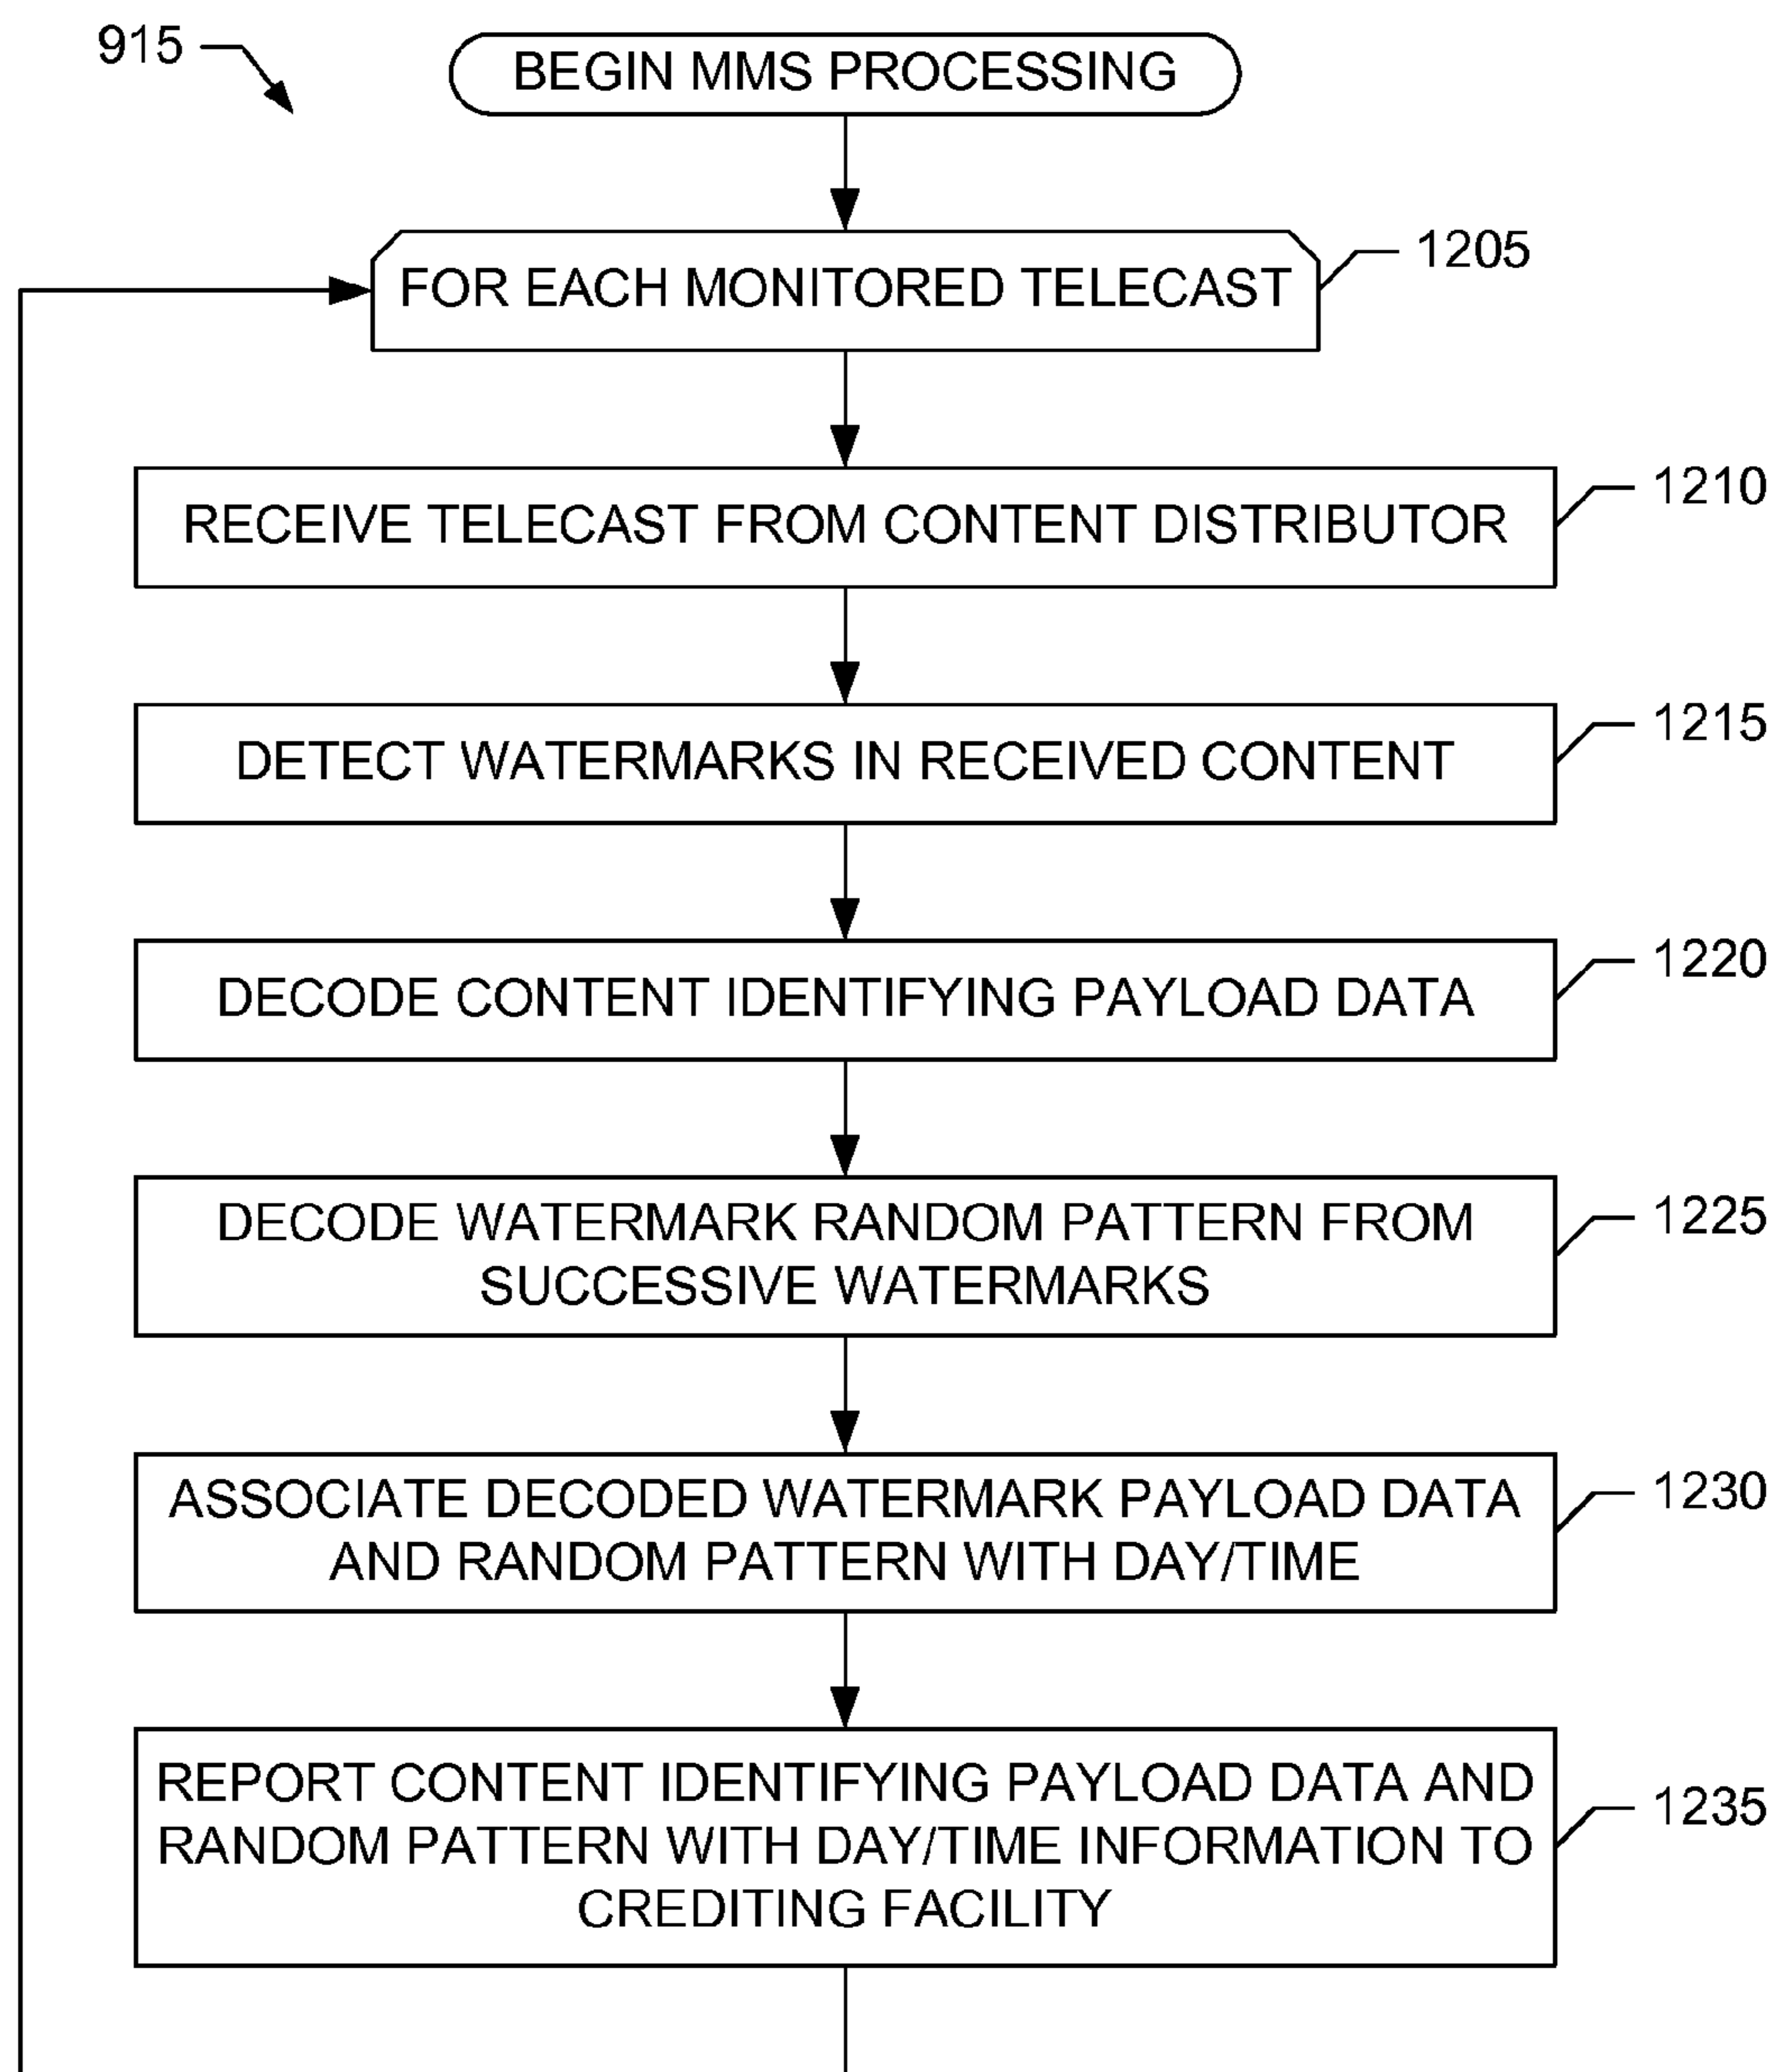 915
BEGIN MMS PROCESSING
FOR EACH MONITORED TELECAST
1205
RECEIVE TELECAST FROM CONTENT DISTRIBUTOR
1210
DETECT WATERMARKS IN RECEIVED CONTENT
1215
DECODE CONTENT IDENTIFYING PAYLOAD DATA
1220
DECODE WATERMARK RANDOM PATTERN FROM
SUCCESSIVE WATERMARKS
1225
ASSOCIATE DECODED WATERMARK PAYLOAD DATA
AND RANDOM PATTERN WITH DAY/TIME
1230
REPORT CONTENT IDENTIFYING PAYLOAD DATA AND
RANDOM PATTERN WITH DAY/TIME INFORMATION TO
CREDITING FACILITY
1235